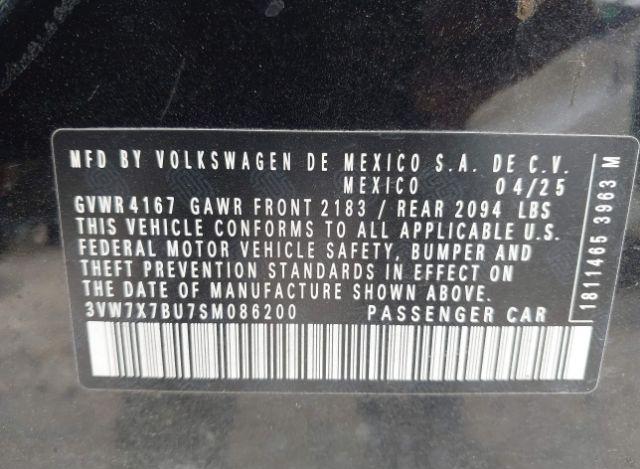 MFD BY VOLKSWAGEN DE MEXICO S.A. DE C.V.
MEXICO 04/25
GVWR 4167 GAWR FRONT 2183 / REAR 2094 LBS
THIS VEHICLE CONFORMS TO ALL APPLICABLE U.S.
FEDERAL MOTOR VEHICLE SAFETY, BUMPER AND
THEFT PREVENTION STANDARDS IN EFFECT ON
THE DATE OF MANUFACTURE SHOWN ABOVE.
3VW7X7BU7SM086200 PASSENGER CAR
1811465 3963 M